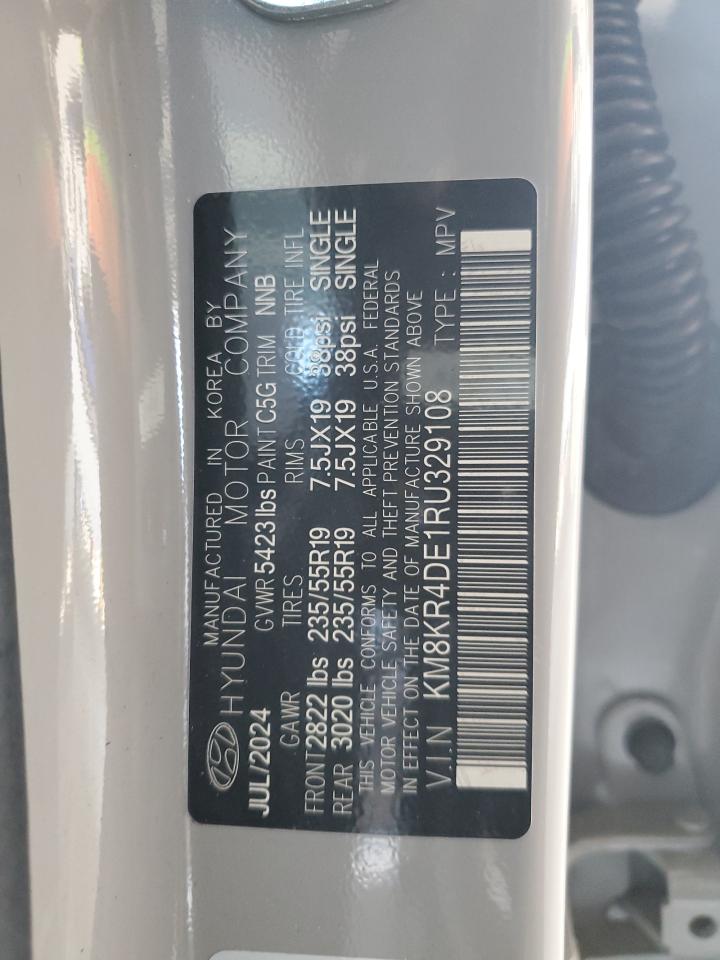 MANUFACTURED IN KOREA BY
HYUNDAI MOTOR COMPANY
JUL/2024 GVWR 5423 lbs PAINT C5G TRIM NNB
GAWR TIRES RIMS COLD TIRE INFL
FRONT 2822 lbs 235/55R19 7.5JX19 38psi SINGLE
REAR 3020 lbs 235/55R19 7.5JX19 38psi SINGLE
THIS VEHICLE CONFORMS TO ALL APPLICABLE U.S.A. FEDERAL
MOTOR VEHICLE SAFETY AND THEFT PREVENTION STANDARDS
IN EFFECT ON THE DATE OF MANUFACTURE SHOWN ABOVE
V.I.N KM8KR4DE1RU329108 TYPE : MPV